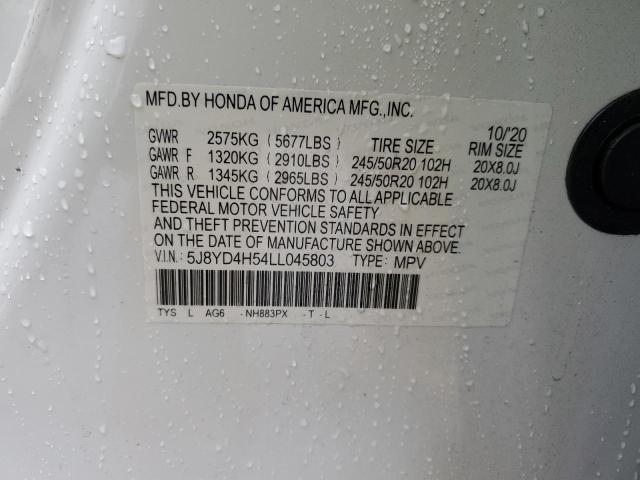 MFD.BY HONDA OF AMERICA MFG.,INC. 10/'20
GVWR 2575KG (5677LBS) TIRE SIZE RIM SIZE
GAWR F 1320KG (2910LBS) 245/50R20 102H 20X8.0J
GAWR R 1345KG (2965LBS) 245/50R20 102H 20X8.0J
THIS VEHICLE CONFORMS TO ALL APPLICABLE
FEDERAL MOTOR VEHICLE SAFETY
AND THEFT PREVENTION STANDARDS IN EFFECT
ON THE DATE OF MANUFACTURE SHOWN ABOVE.
V.I.N.: 5J8YD4H54LL045803 TYPE: MPV
TYS L AG6 -NH883PX -T-L